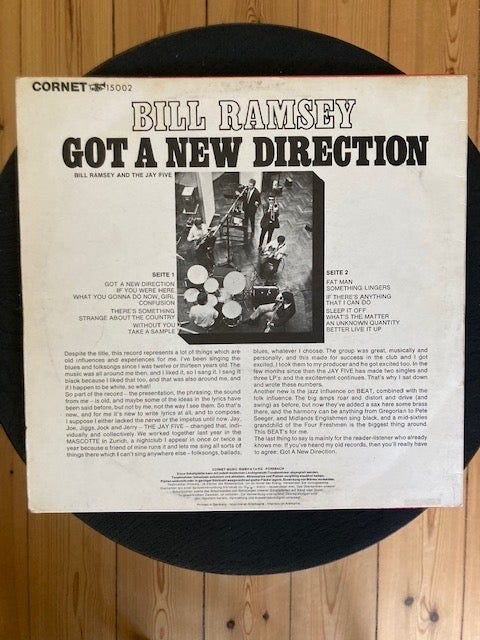 CORNET 15002
BILL RAMSEY
GOT A NEW DIRECTION
BILL RAMSEY AND THE JAY FIVE
SEITE 1
GOT A NEW DIRECTION
IF YOU WERE HERE
WHAT YOU GONNA DO NOW, GIRL
CONFUSION
THERE'S SOMETHING
STRANGE ABOUT THE COUNTRY
WITHOUT YOU
TAKE A SAMPLE
SEITE 2
FAT MAN
SOMETHING LINGERS
IF THERE'S ANYTHING
THAT I CAN DO
SLEEP IT OFF
WHAT'S THE MATTER
AN UNKNOWN QUANTITY
BETTER LIVE IT UP
Despite the title, this record represents a lot of things which are
old influences and experiences for me. I've been singing the
blues and folksongs since I was twelve or thirteen years old. The
music was all around me then, and I liked it, so I sang it. I sang it
black because I liked that too, and that was also around me, and
if it happen to be white, so what!
So part of the record – the presentation, the phrasing, the sound
from me – is old, and maybe some of the ideas in the lyrics have
been said before, but not by me, not the way I say them. So that's
new, and for me it's new to write lyrics at all, and to compose.
I suppose I either lacked the nerve or the impetus until now. Jay,
Joe, Jiggs, Jock and Jerry – THE JAY FIVE – changed that, indi-
vidually and collectively. We worked together last year in the
MASCOTTE in Zurich, a nightclub I appear in once or twice a
year because a friend of mine runs it and lets me sing all sorts of
things there which I can't sing anywhere else – folksongs, ballads,
blues, whatever I choose. The group was great, musically and
personally, and this made for success in the club and I got
excited. I took them to my producer and he got excited too. In the
few months since then the JAY FIVE has made two singles and
three LP's and the excitement continues. That's why I sat down
and wrote these numbers.
Another new is the jazz influence on BEAT, combined with the
folk influence. The big amps roar and distort and drive (and
swing) as before, but now they've added a sax here some brass
there, and the harmony can be anything from Gregorian to Pete
Seeger, and Midlands Englishmen sing black, and a mid-sixties
grandchild of the Four Freshmen is the biggest thing around.
This BEAT's for me.
The last thing to say is mainly for the reader-listener who already
knows me. If you've heard my old records, then you'll really have
to agree: Got A New Direction.